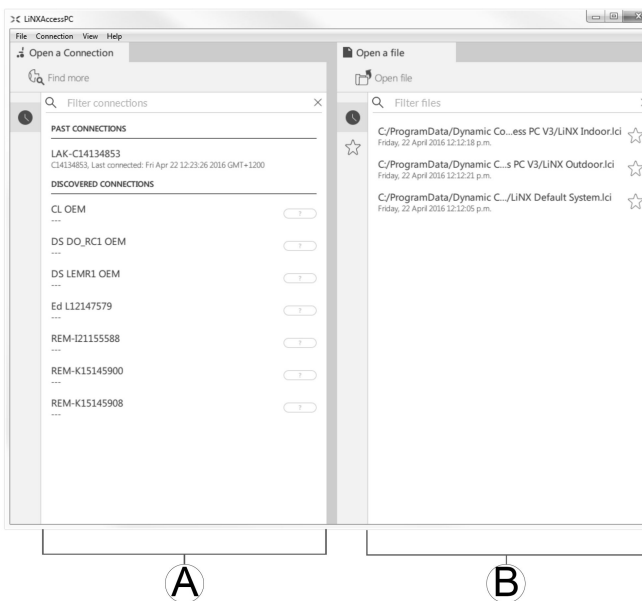 LiNXAccessPC
File Connection View Help
Open a Connection
Find more
Filter connections
PAST CONNECTIONS
LAK-C14134853
C14134853, Last connected: Fri Apr 22 12:23:26 2016 GMT+1200
DISCOVERED CONNECTIONS
CL OEM
---
?
DS DO_RC1 OEM
---
?
DS LEMR1 OEM
---
?
Ed L12147579
---
?
REM-I21155588
---
?
REM-K15145900
---
?
REM-K15145908
---
?
Open a file
Open file
Filter files
C:/ProgramData/Dynamic Co...ess PC V3/LiNX Indoor.lci
Friday, 22 April 2016 12:12:18 p.m.
C:/ProgramData/Dynamic C...s PC V3/LiNX Outdoor.lci
Friday, 22 April 2016 12:12:21 p.m.
C:/ProgramData/Dynamic C.../LiNX Default System.lci
Friday, 22 April 2016 12:12:05 p.m.
A
B